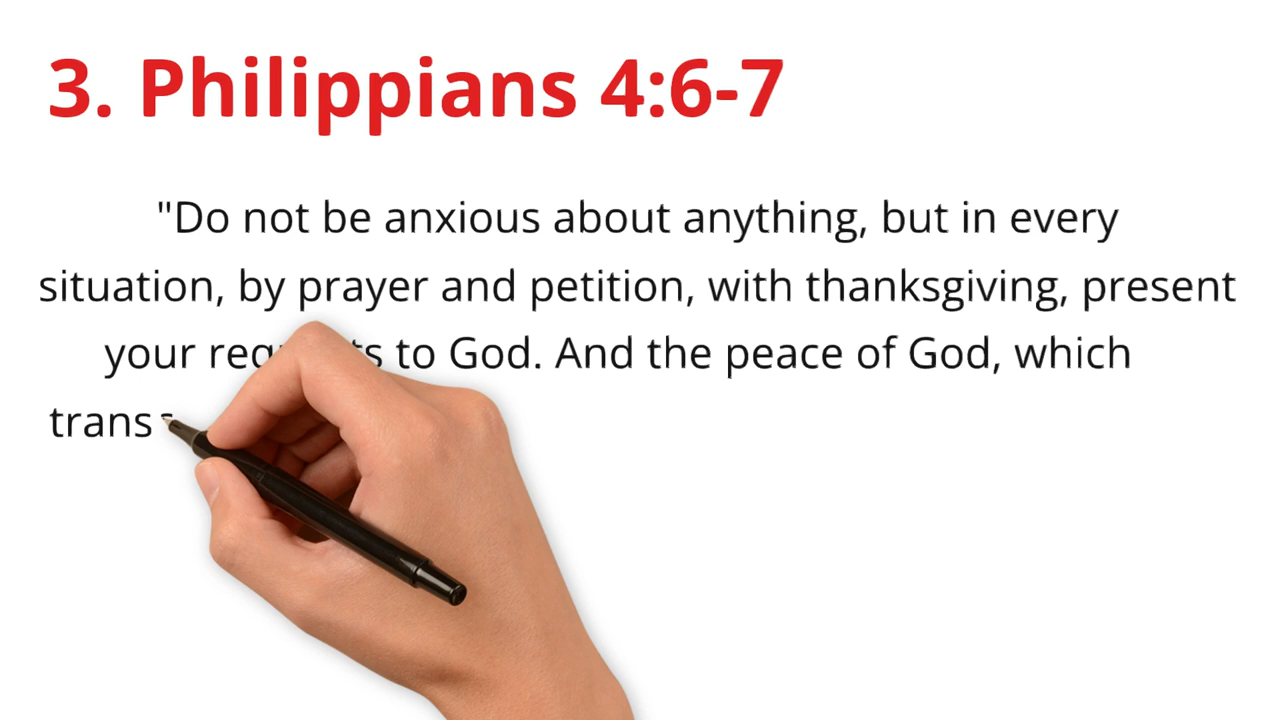 3. Philippians 4:6-7
"Do not be anxious about anything, but in every
situation, by prayer and petition, with thanksgiving, present
your to God. And the peace of God, which
trans